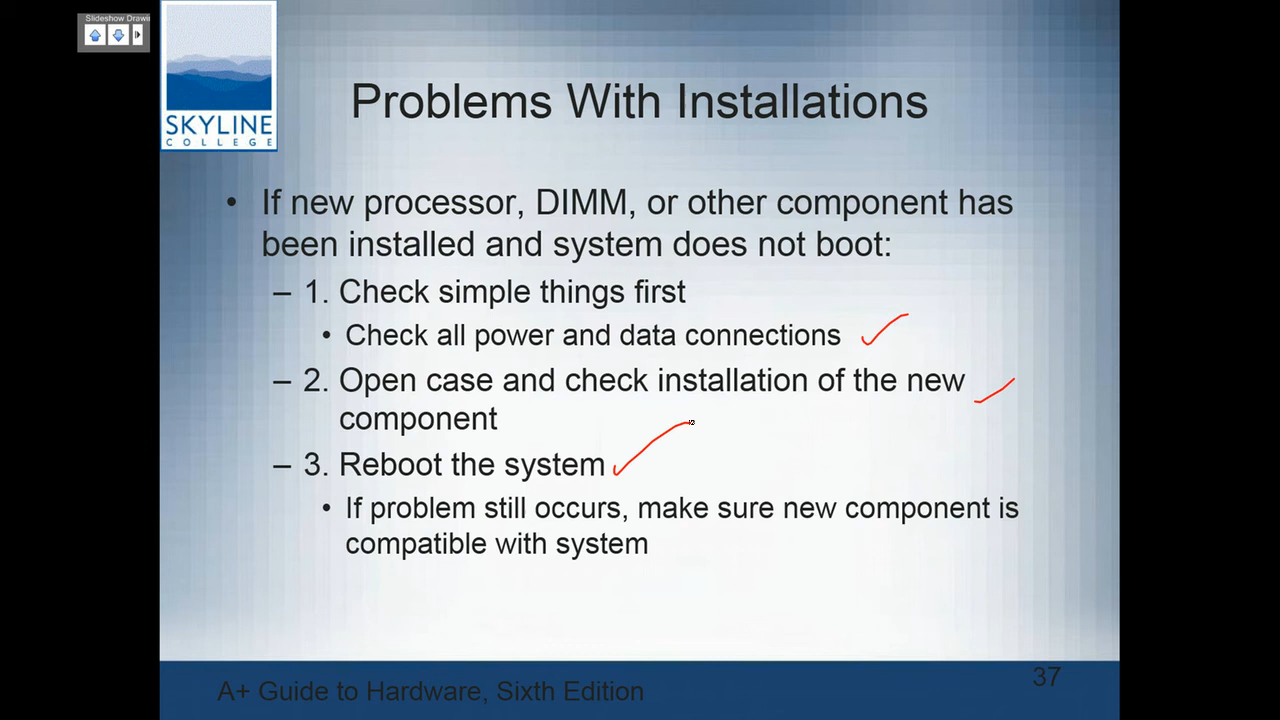 Slideshow Drawi
SKYLINE
COLLEGE
Problems With Installations
• If new processor, DIMM, or other component has
been installed and system does not boot:
– 1. Check simple things first
• Check all power and data connections
– 2. Open case and check installation of the new
component
– 3. Reboot the system
• If problem still occurs, make sure new component is
compatible with system
A+ Guide to Hardware, Sixth Edition
37